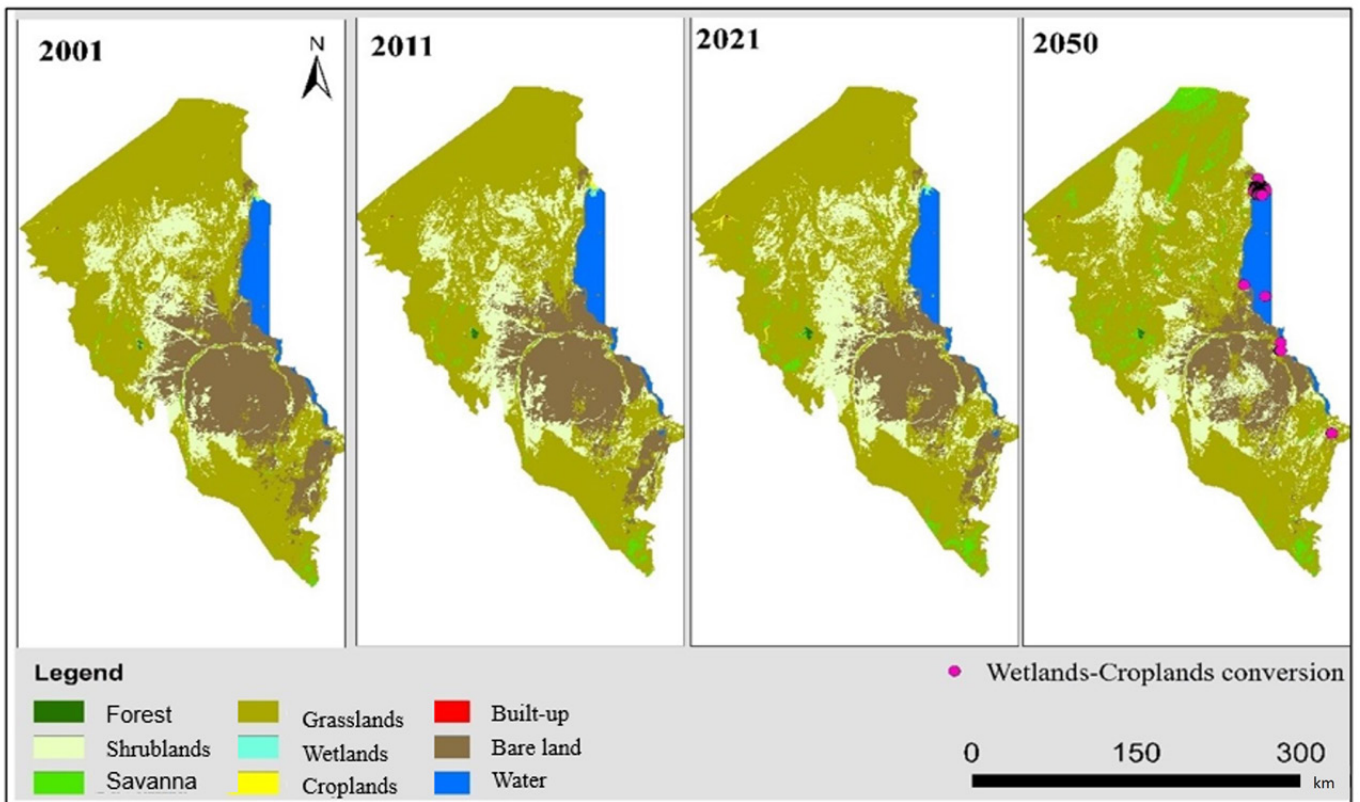 2001
N
2011
2021
2050
Legend
Forest
Shrublands
Savanna
Grasslands
Wetlands
Croplands
Built-up
Bare land
Water
Wetlands-Croplands conversion
0 150 300
km